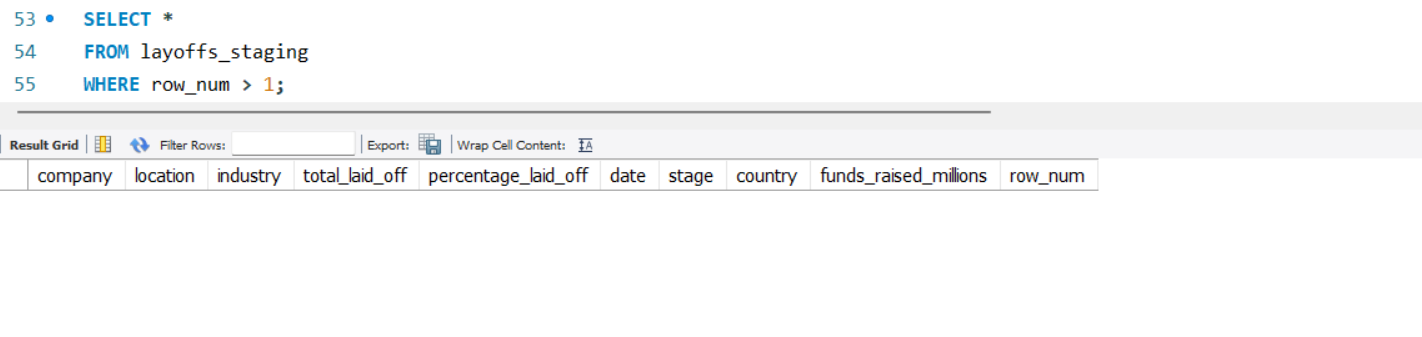 53 SELECT *
54 FROM layoffs_staging
55 WHERE row_num > 1;
Result Grid Filter Rows: Export: Wrap Cell Content: IA
company location industry total_laid_off percentage_laid_off date stage country funds_raised_millions row_num